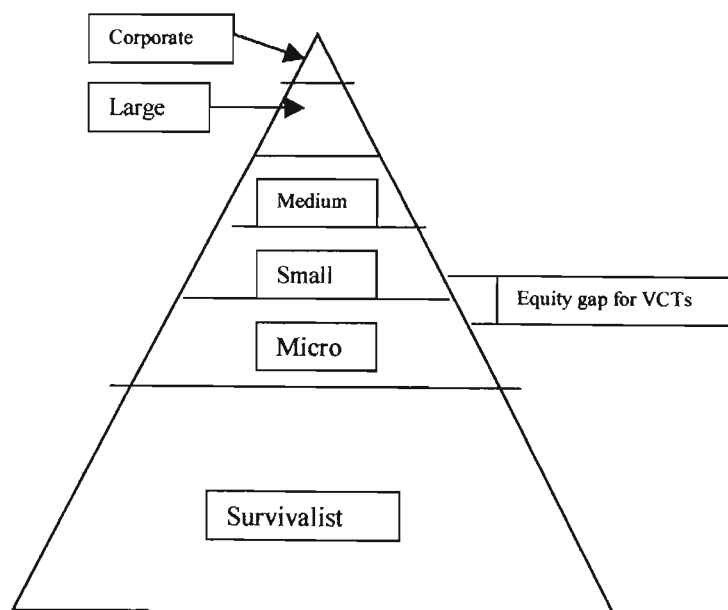 Corporate
Large
Medium
Small
Equity gap for VCTs
Micro
Survivalist